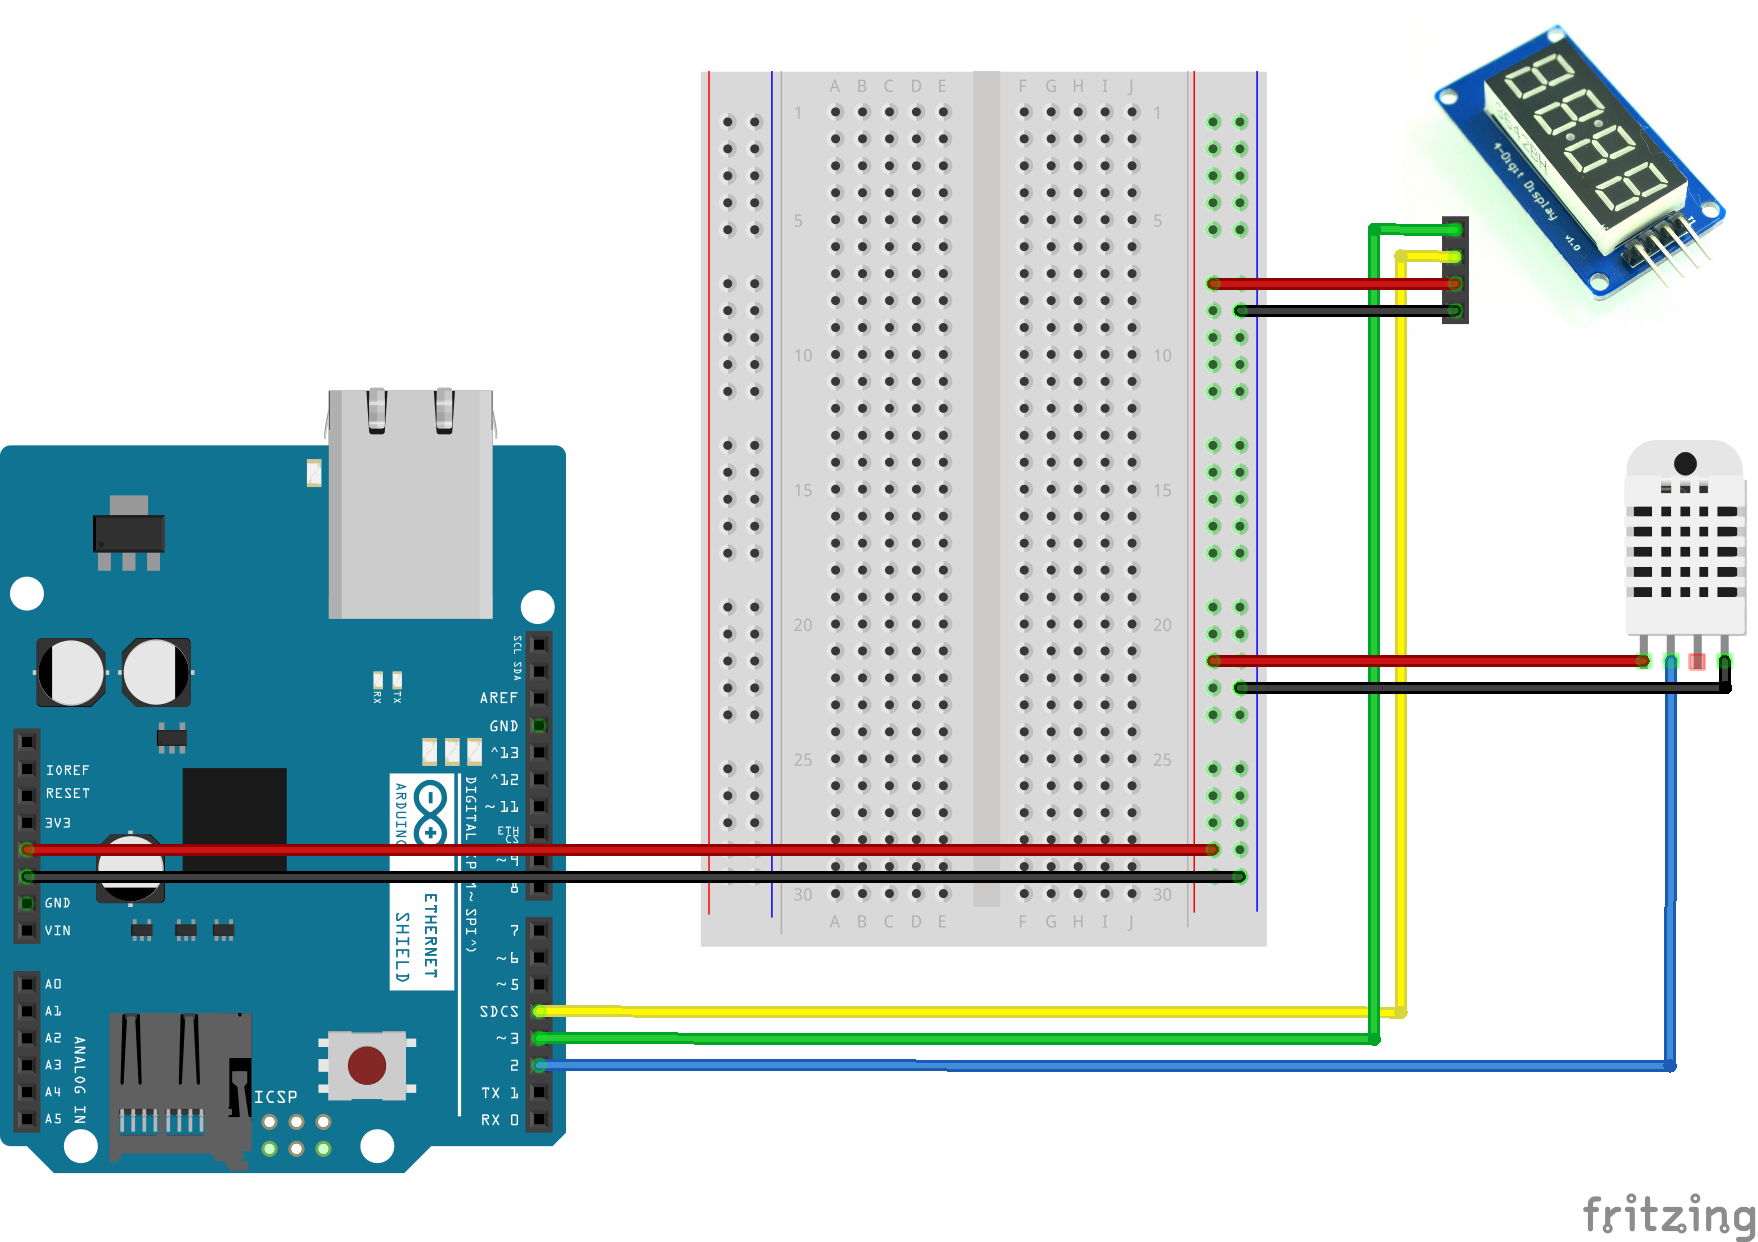 A B C D E F G H I J
1 1
5 5
10 10
15 15
20 20
25 25
30 30
A B C D E F G H I J
4-Digit Display
v1.0
SCL SDA
AREF
GND
^13
^12
~11
ETH
CS
~9
8
7
~6
~5
SDCS
~3
2
TX 1
RX 0
RX
TX
IOREF
RESET
3V3
GND
VIN
A0
A1
A2
A3
A4
A5
ANALOG IN
ICSP
ARDUINO
ETHERNET
SHIELD
DIGITAL
SPI^)
fritzing